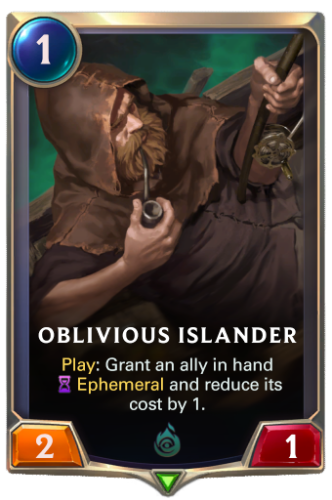 1
OBLIVIOUS ISLANDER
Play: Grant an ally in hand
Ephemeral and reduce its
cost by 1.
2
1